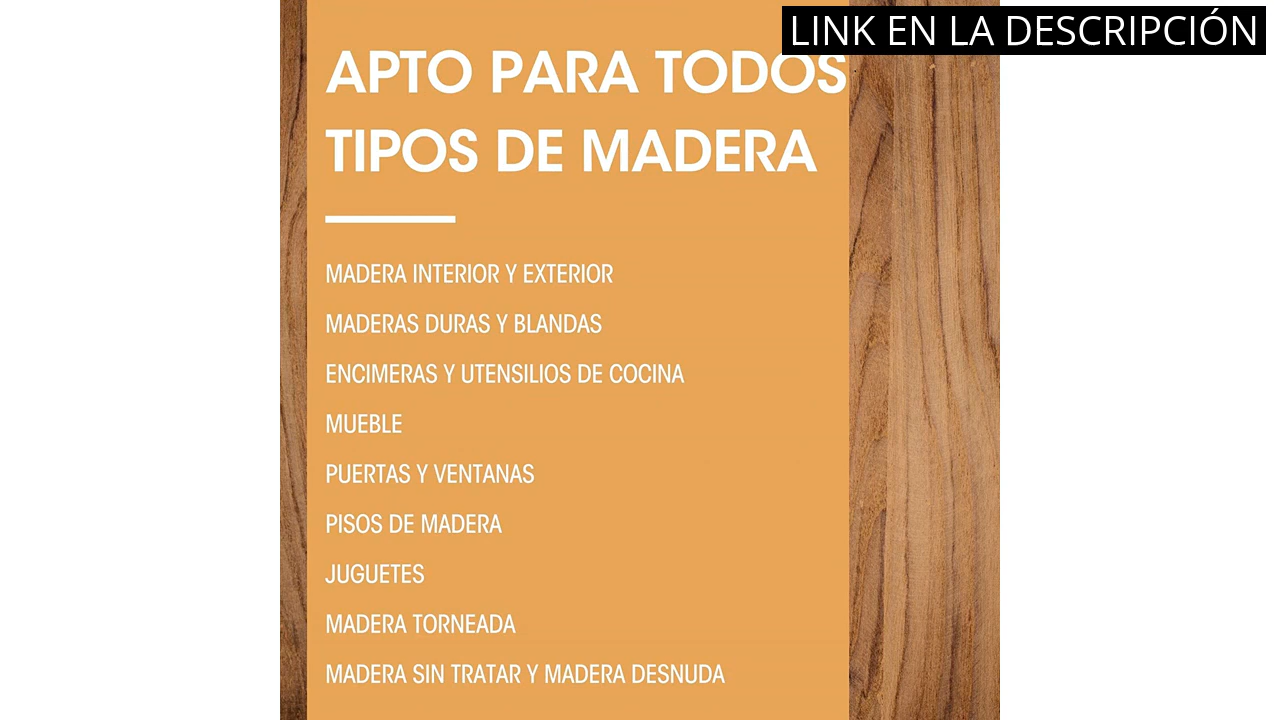 LINK EN LA DESCRIPCIÓN
APTO PARA TODOS
TIPOS DE MADERA
MADERA INTERIOR Y EXTERIOR
MADERAS DURAS Y BLANDAS
ENCIMERAS Y UTENSILIOS DE COCINA
MUEBLE
PUERTAS Y VENTANAS
PISOS DE MADERA
JUGUETES
MADERA TORNEADA
MADERA SIN TRATAR Y MADERA DESNUDA